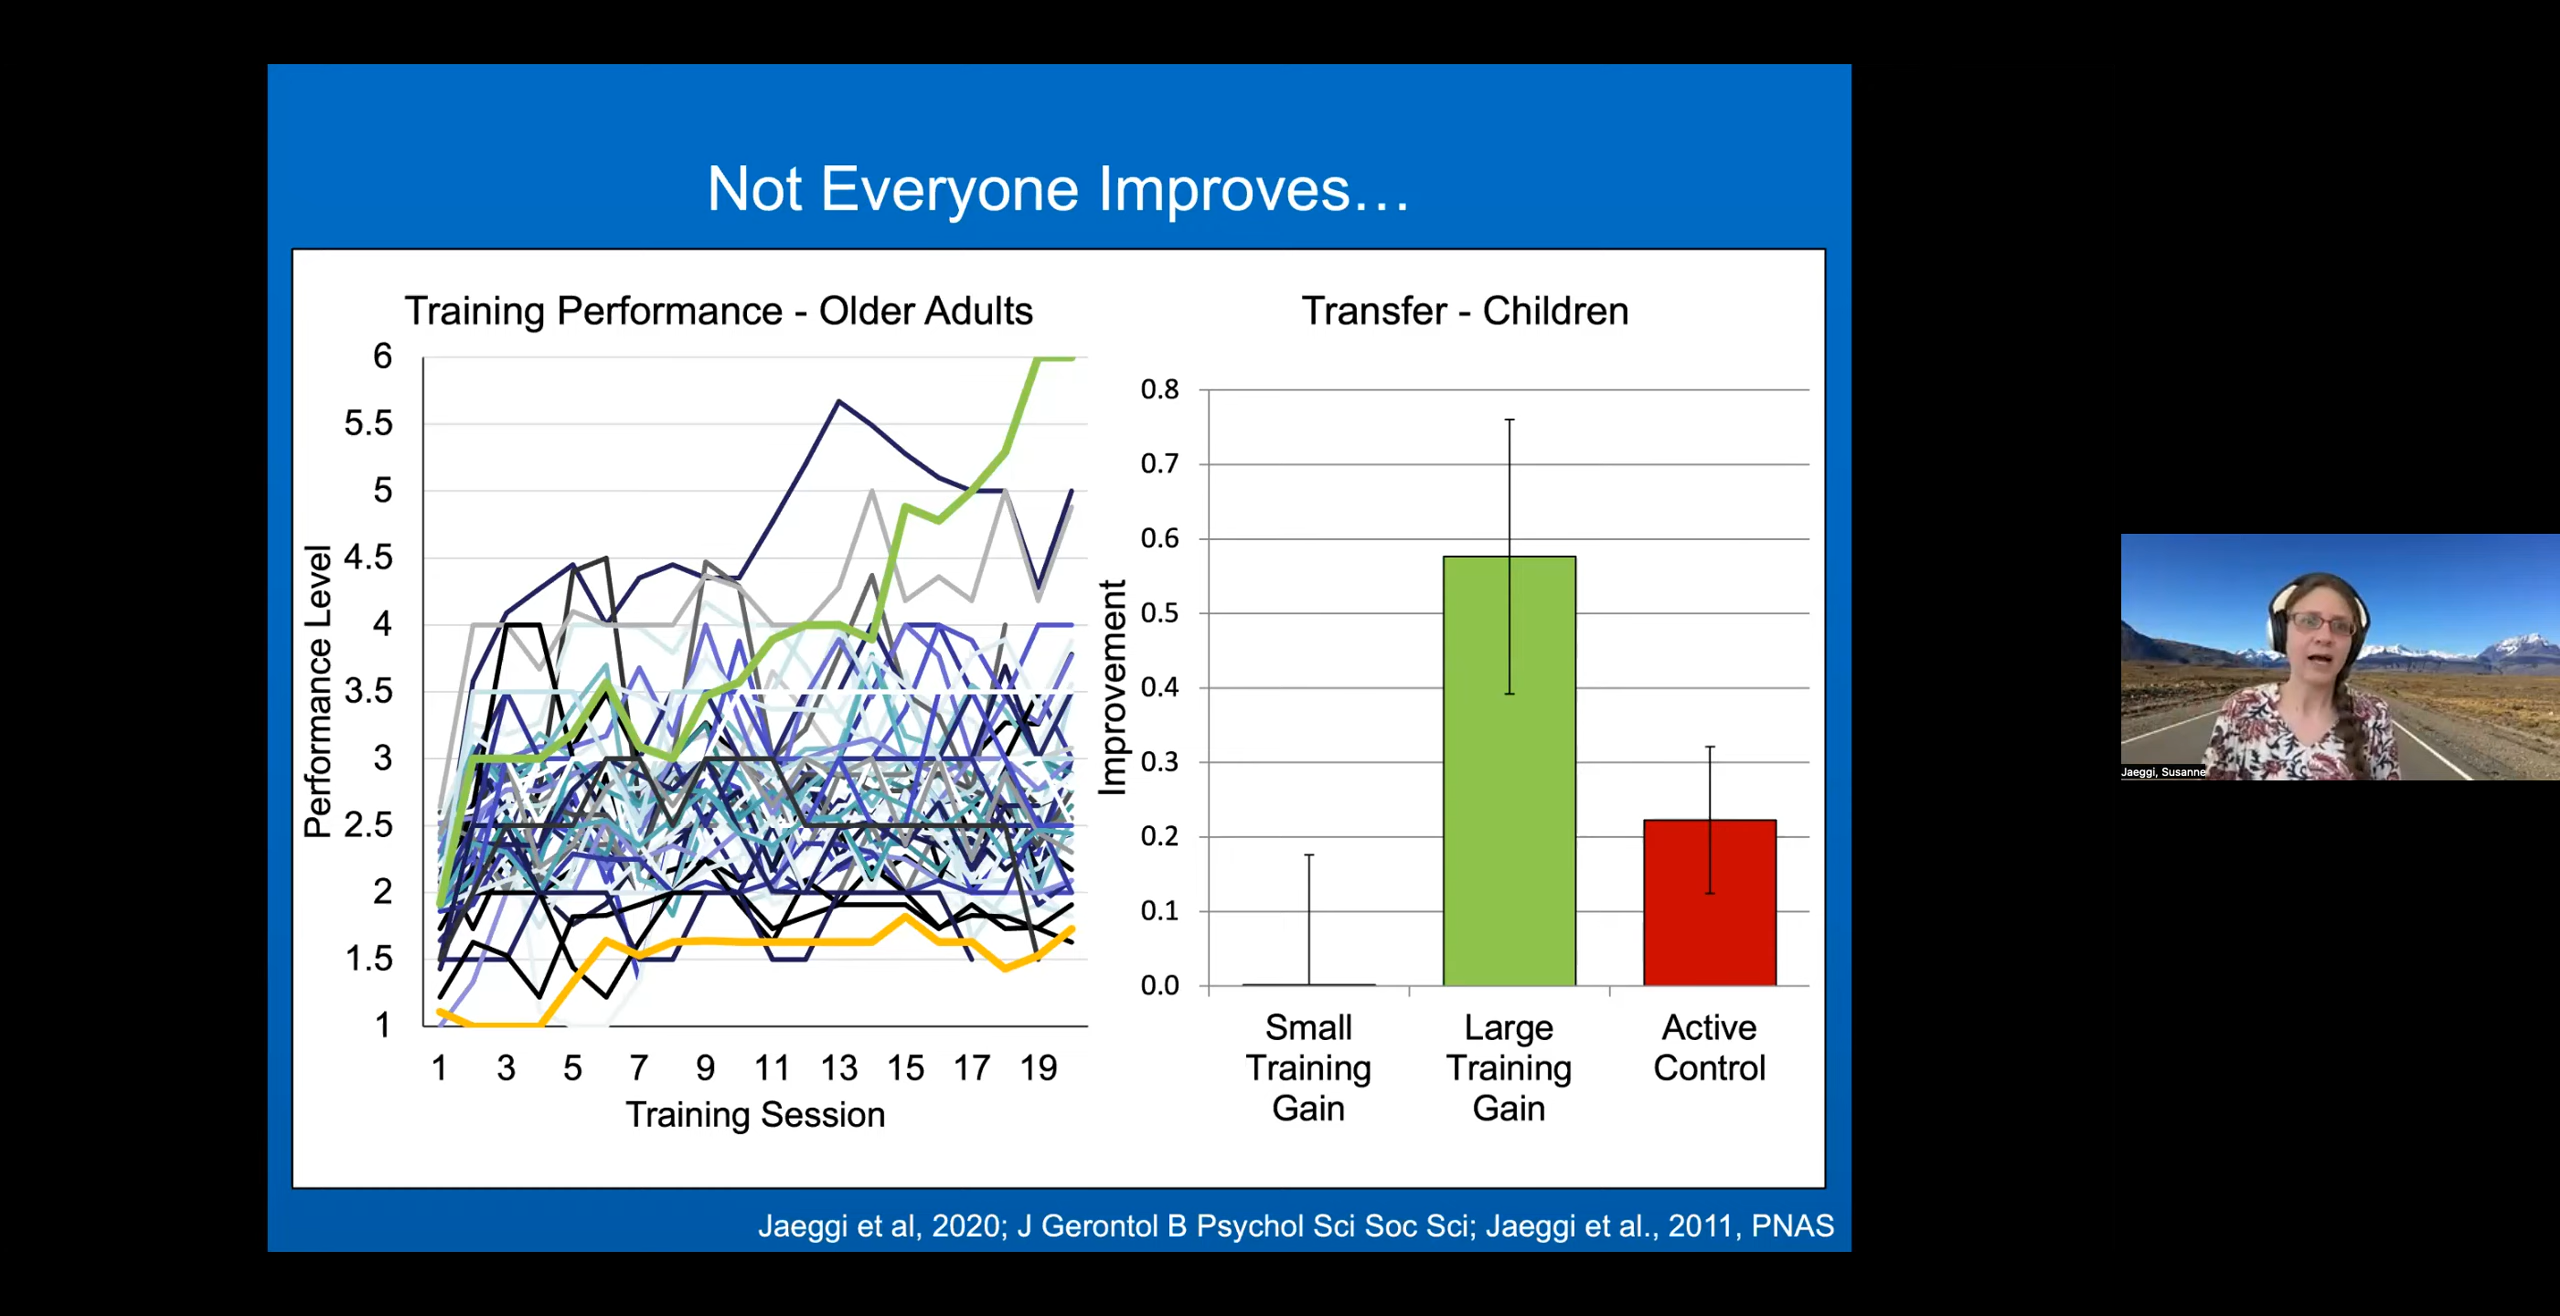 Not Everyone Improves…
Training Performance - Older Adults
Performance Level
6
5.5
5
4.5
4
3.5
3
2.5
2
1.5
1
1 3 5 7 9 11 13 15 17 19
Training Session
Transfer - Children
Improvement
0.8
0.7
0.6
0.5
0.4
0.3
0.2
0.1
0.0
Small
Training
Gain
Large
Training
Gain
Active
Control
Jaeggi et al, 2020; J Gerontol B Psychol Sci Soc Sci; Jaeggi et al., 2011, PNAS
Jaeggi, Susanne